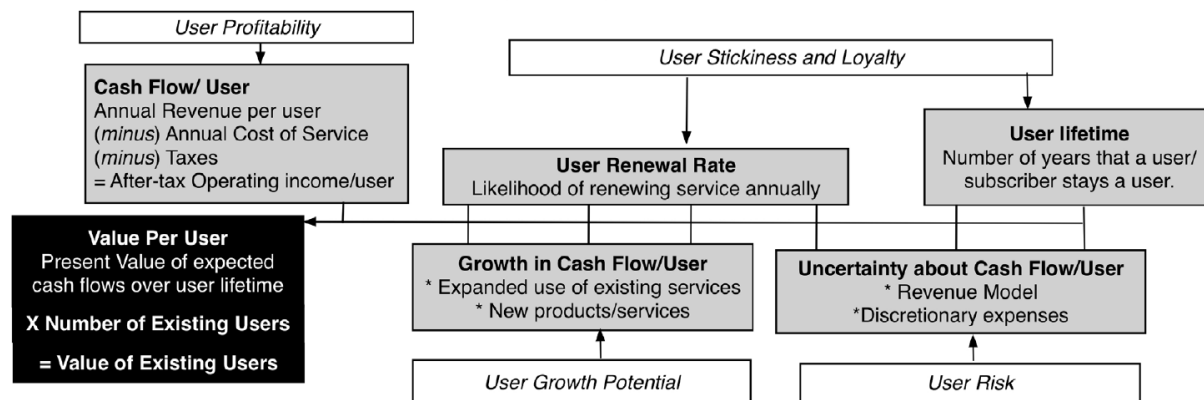 User Profitability
User Stickiness and Loyalty
Cash Flow/ User
Annual Revenue per user
(minus) Annual Cost of Service
(minus) Taxes
= After-tax Operating income/user
User Renewal Rate
Likelihood of renewing service annually
User lifetime
Number of years that a user/
subscriber stays a user.
Value Per User
Present Value of expected
cash flows over user lifetime
X Number of Existing Users
= Value of Existing Users
Growth in Cash Flow/User
* Expanded use of existing services
* New products/services
Uncertainty about Cash Flow/User
* Revenue Model
*Discretionary expenses
User Growth Potential
User Risk